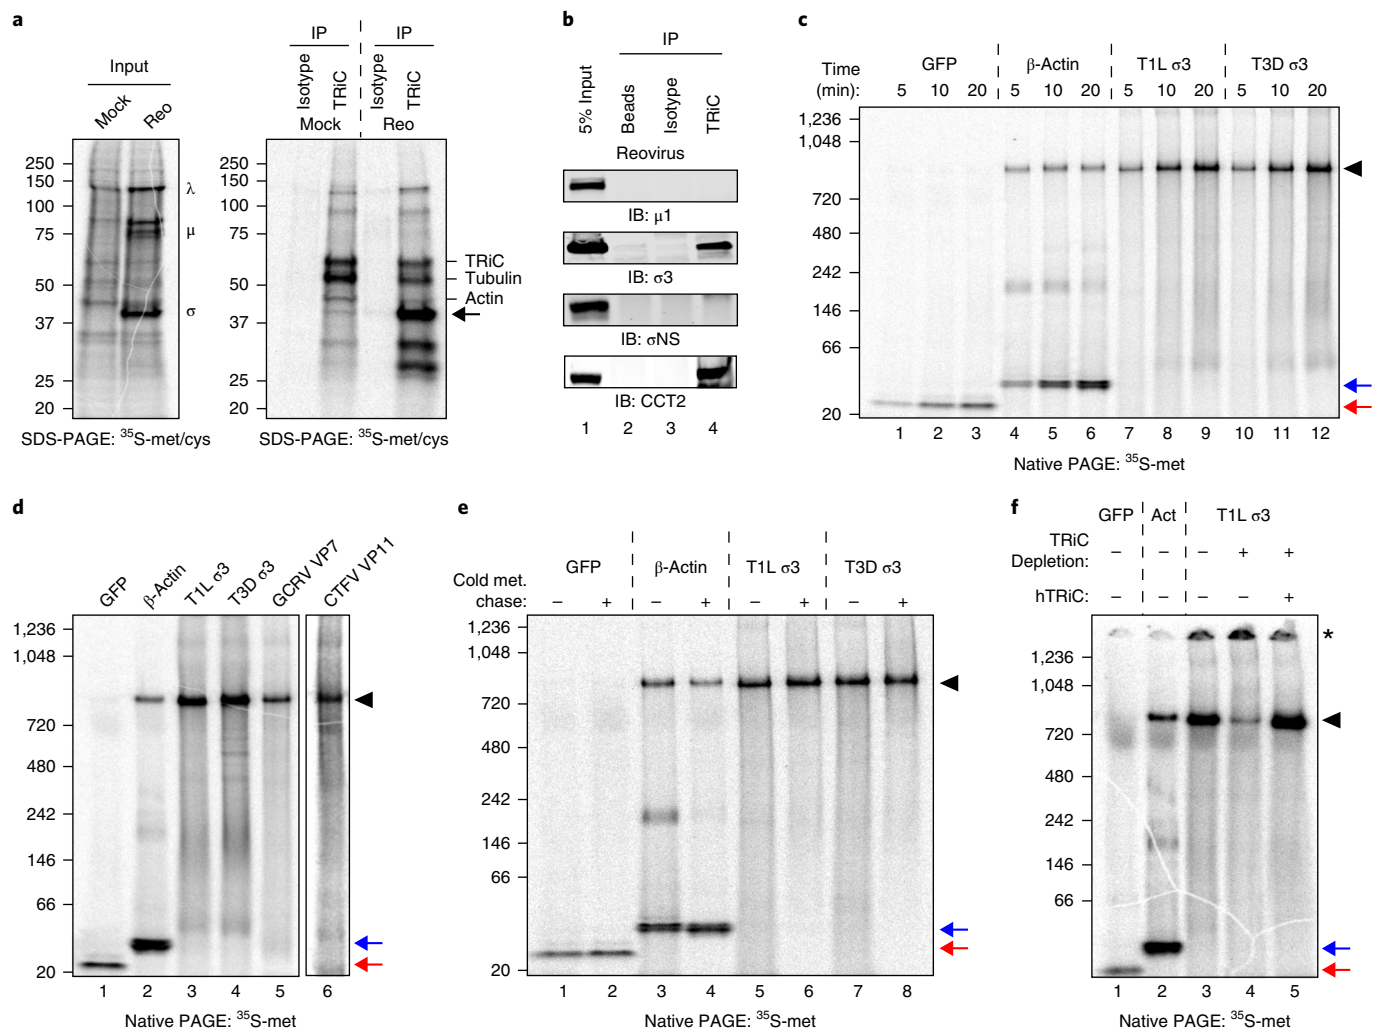 a
Input
Mock
Reo
250
150
100
75
50
37
25
20
λ
μ
σ
SDS-PAGE: ³⁵S-met/cys
IP
IP
Isotype
TRiC
Isotype
TRiC
Mock
Reo
250
150
100
75
50
37
25
20
TRiC
Tubulin
Actin
SDS-PAGE: ³⁵S-met/cys
b
IP
5% Input
Beads
Isotype
TRiC
Reovirus
IB: μ1
IB: σ3
IB: σNS
IB: CCT2
1 2 3 4
c
GFP β-Actin T1L σ3 T3D σ3
Time
(min): 5 10 20 5 10 20 5 10 20 5 10 20
1,236
1,048
720
480
242
146
66
20
1 2 3 4 5 6 7 8 9 10 11 12
Native PAGE: ³⁵S-met
d
GFP
β-Actin
T1L σ3
T3D σ3
GCRV VP7
CTFV VP11
1,236
1,048
720
480
242
146
66
20
1 2 3 4 5 6
Native PAGE: ³⁵S-met
e
GFP β-Actin T1L σ3 T3D σ3
Cold met.
chase: – + – + – + – +
1,236
1,048
720
480
242
146
66
20
1 2 3 4 5 6 7 8
Native PAGE: ³⁵S-met
f
GFP Act T1L σ3
TRiC
Depletion: – – – + +
hTRiC: – – – – +
*
1,236
1,048
720
480
242
146
66
20
1 2 3 4 5
Native PAGE: ³⁵S-met